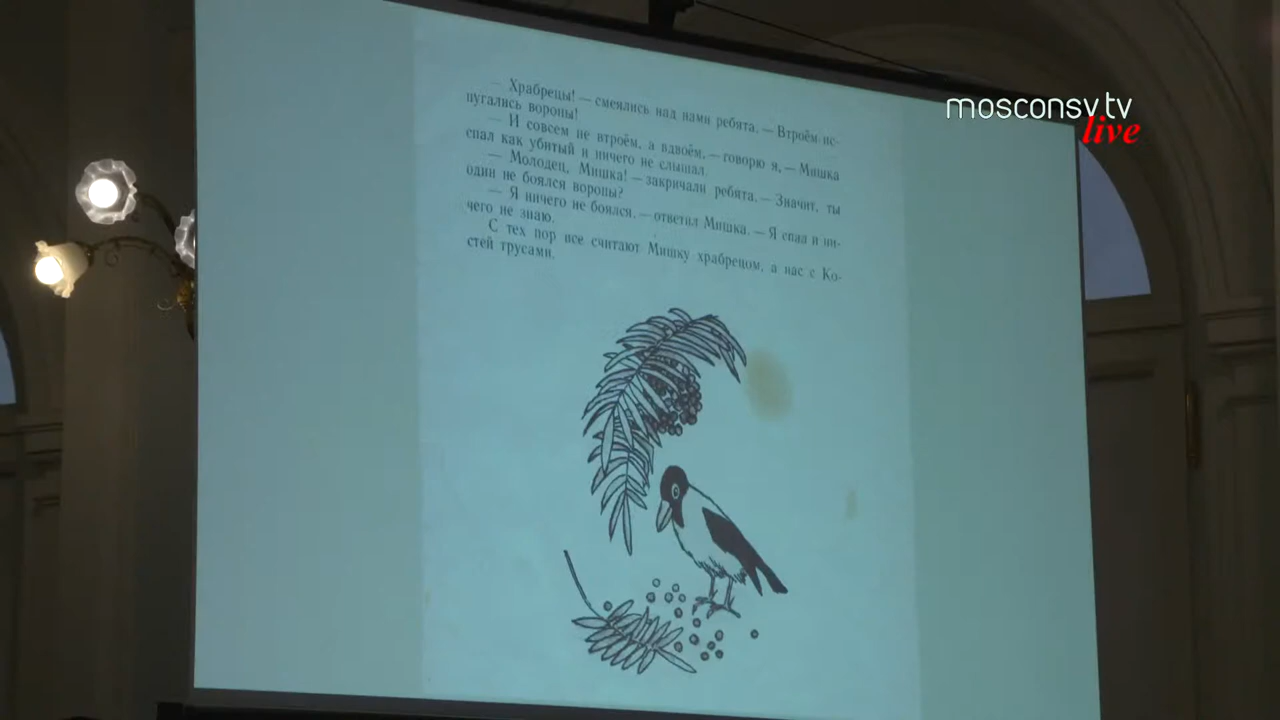 — Храбрецы! — смеялись над нами ребята. — Втроём ис-
пугались вороны!
— И совсем не втроём, а вдвоём, — говорю я, — Мишка
спал как убитый и ничего не слышал.
— Молодец, Мишка! — закричали ребята. — Значит, ты
один не боялся вороны?
— Я ничего не боялся, — ответил Мишка. — Я спал и ни-
чего не знаю.
С тех пор все считают Мишку храбрецом, а нас с Ко-
стей трусами.
mosconsv.tv
live